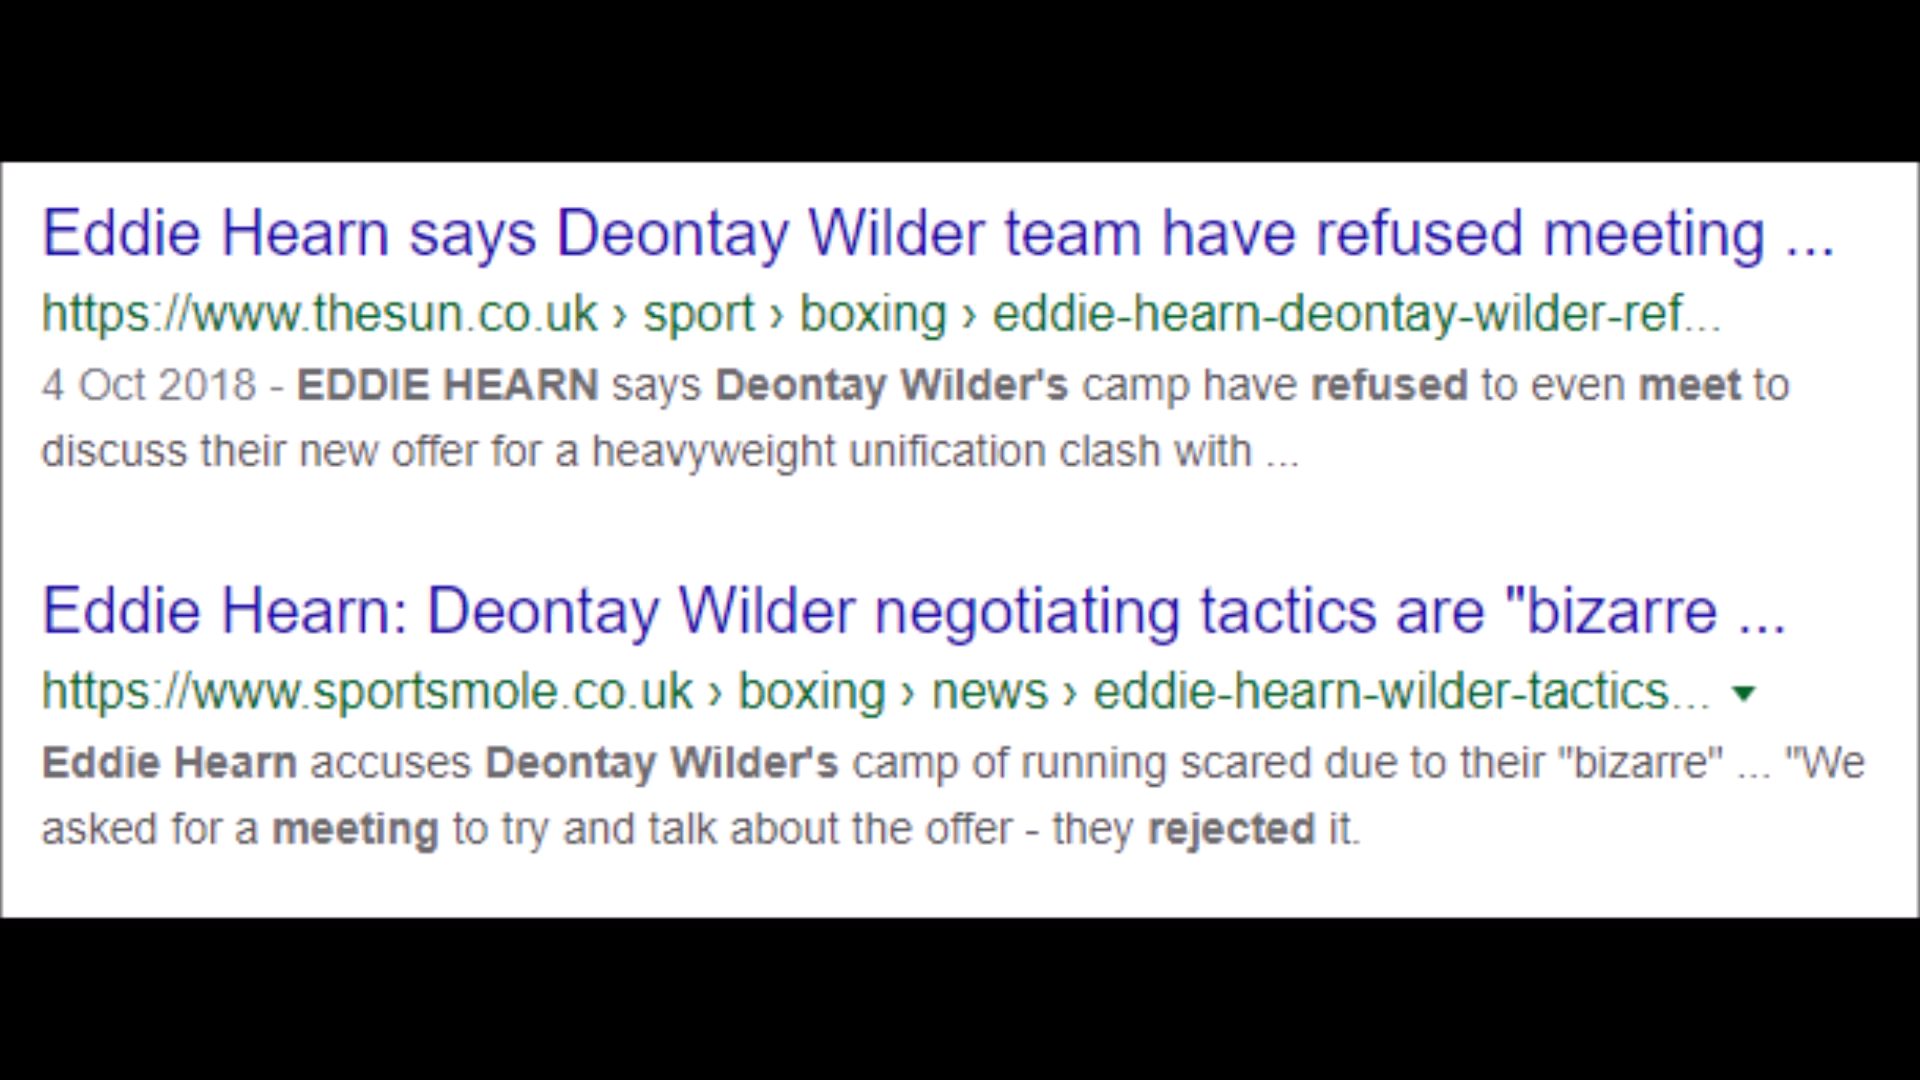 Eddie Hearn says Deontay Wilder team have refused meeting ...
https://www.thesun.co.uk › sport › boxing › eddie-hearn-deontay-wilder-ref...
4 Oct 2018 - EDDIE HEARN says Deontay Wilder's camp have refused to even meet to
discuss their new offer for a heavyweight unification clash with ...
Eddie Hearn: Deontay Wilder negotiating tactics are "bizarre ...
https://www.sportsmole.co.uk › boxing › news › eddie-hearn-wilder-tactics... ▼
Eddie Hearn accuses Deontay Wilder's camp of running scared due to their "bizarre" ... "We
asked for a meeting to try and talk about the offer - they rejected it.